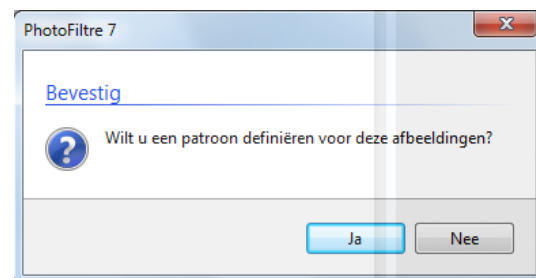 PhotoFiltre 7
Bevestig
Wilt u een patroon definiëren voor deze afbeeldingen?
Ja
Nee